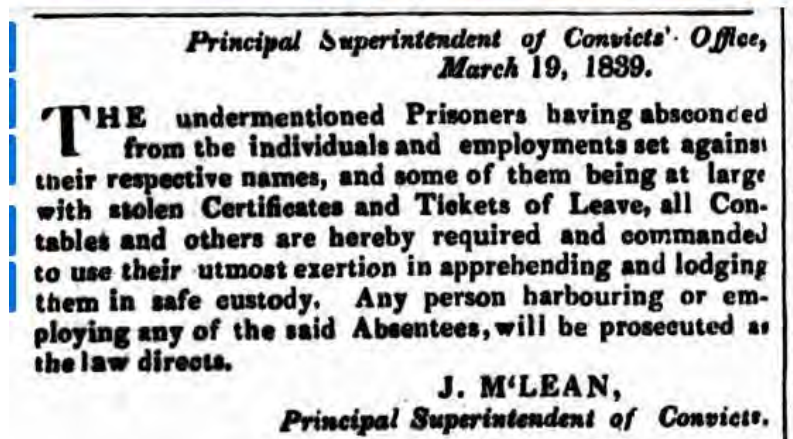 Principal Superintendent of Convicts' Office,
March 19, 1839.
THE undermentioned Prisoners having absconded
from the individuals and employments set against
their respective names, and some of them being at large
with stolen Certificates and Tickets of Leave, all Con-
tables and others are hereby required and commanded
to use their utmost exertion in apprehending and lodging
them in safe custody. Any person harbouring or em-
ploying any of the said Absentees, will be prosecuted as
the law directs.
J. M'LEAN,
Principal Superintendent of Convicts.